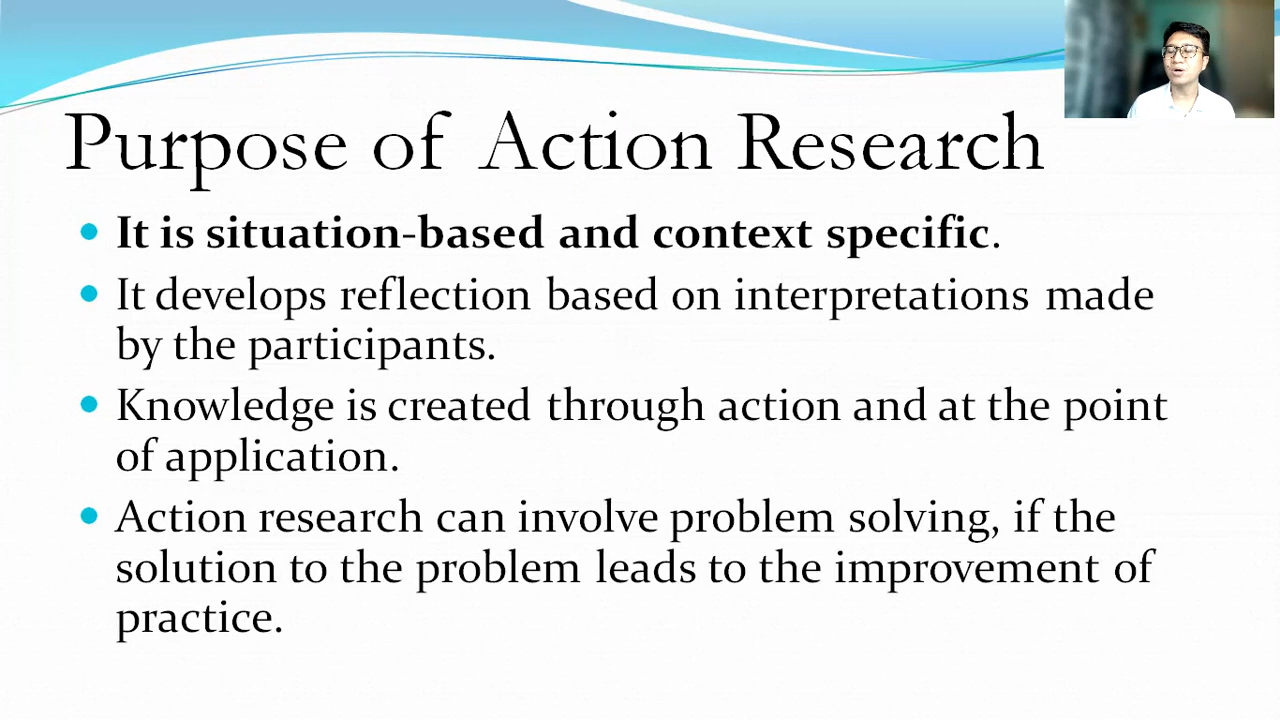 Purpose of Action Research
• It is situation-based and context specific.
• It develops reflection based on interpretations made
by the participants.
• Knowledge is created through action and at the point
of application.
• Action research can involve problem solving, if the
solution to the problem leads to the improvement of
practice.